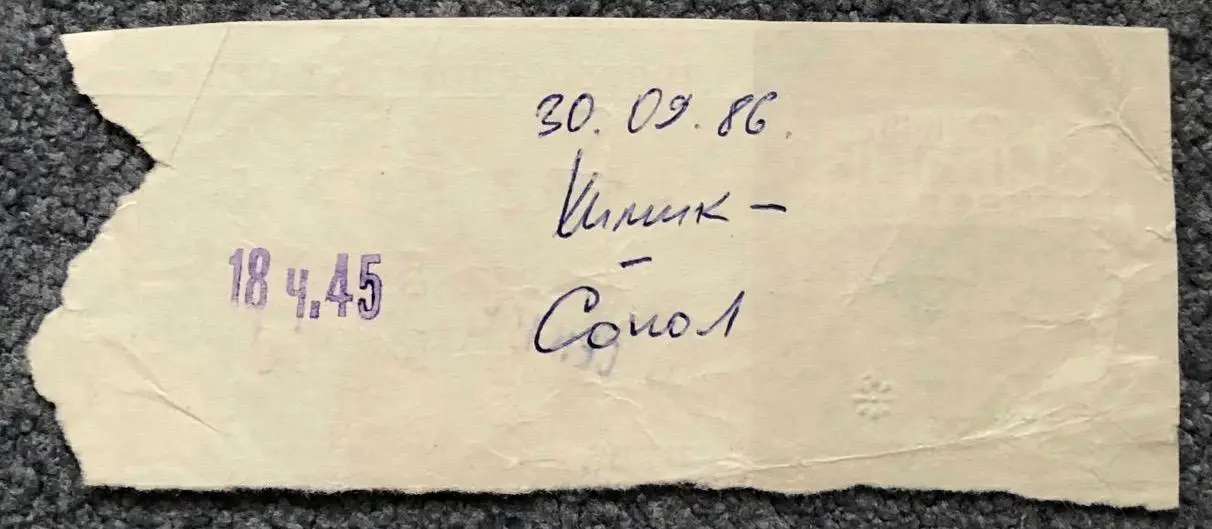 30.09.86.
Химик -
-
Сокол
18 ч.45